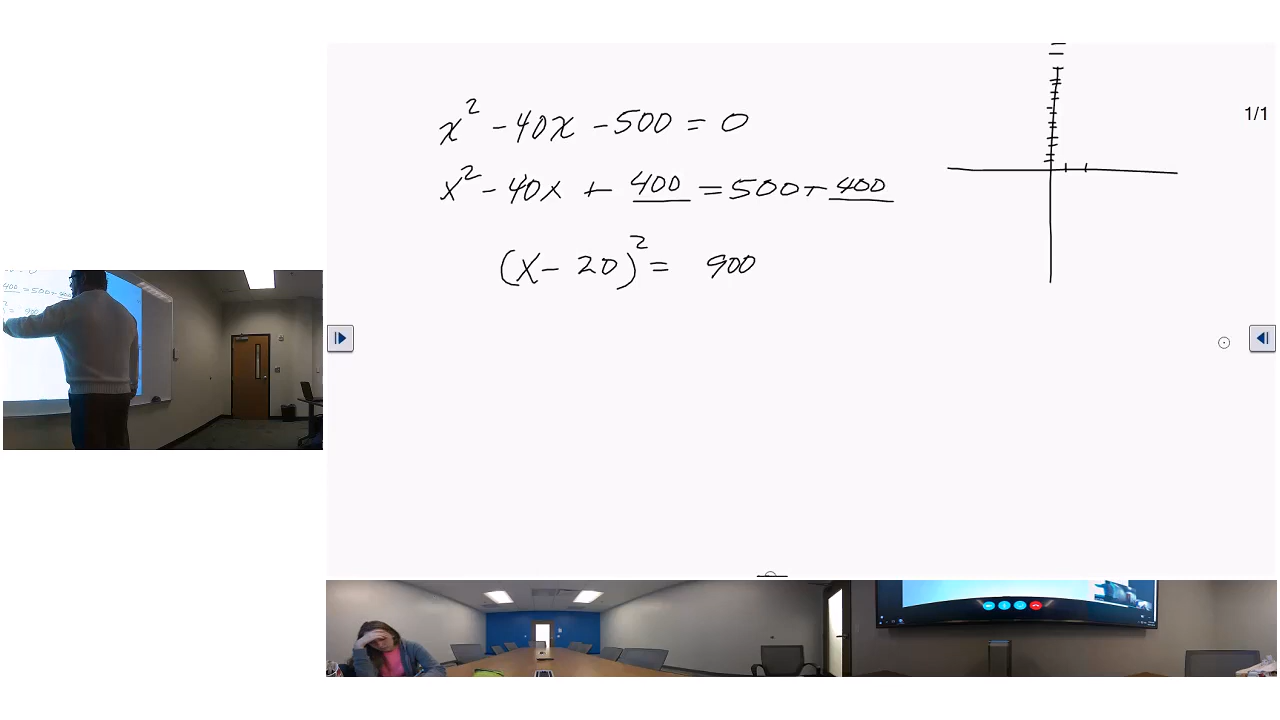 x² - 40x - 500 = 0
1/1
x² - 40x + 400 = 500 + 400
(x - 20)² = 900